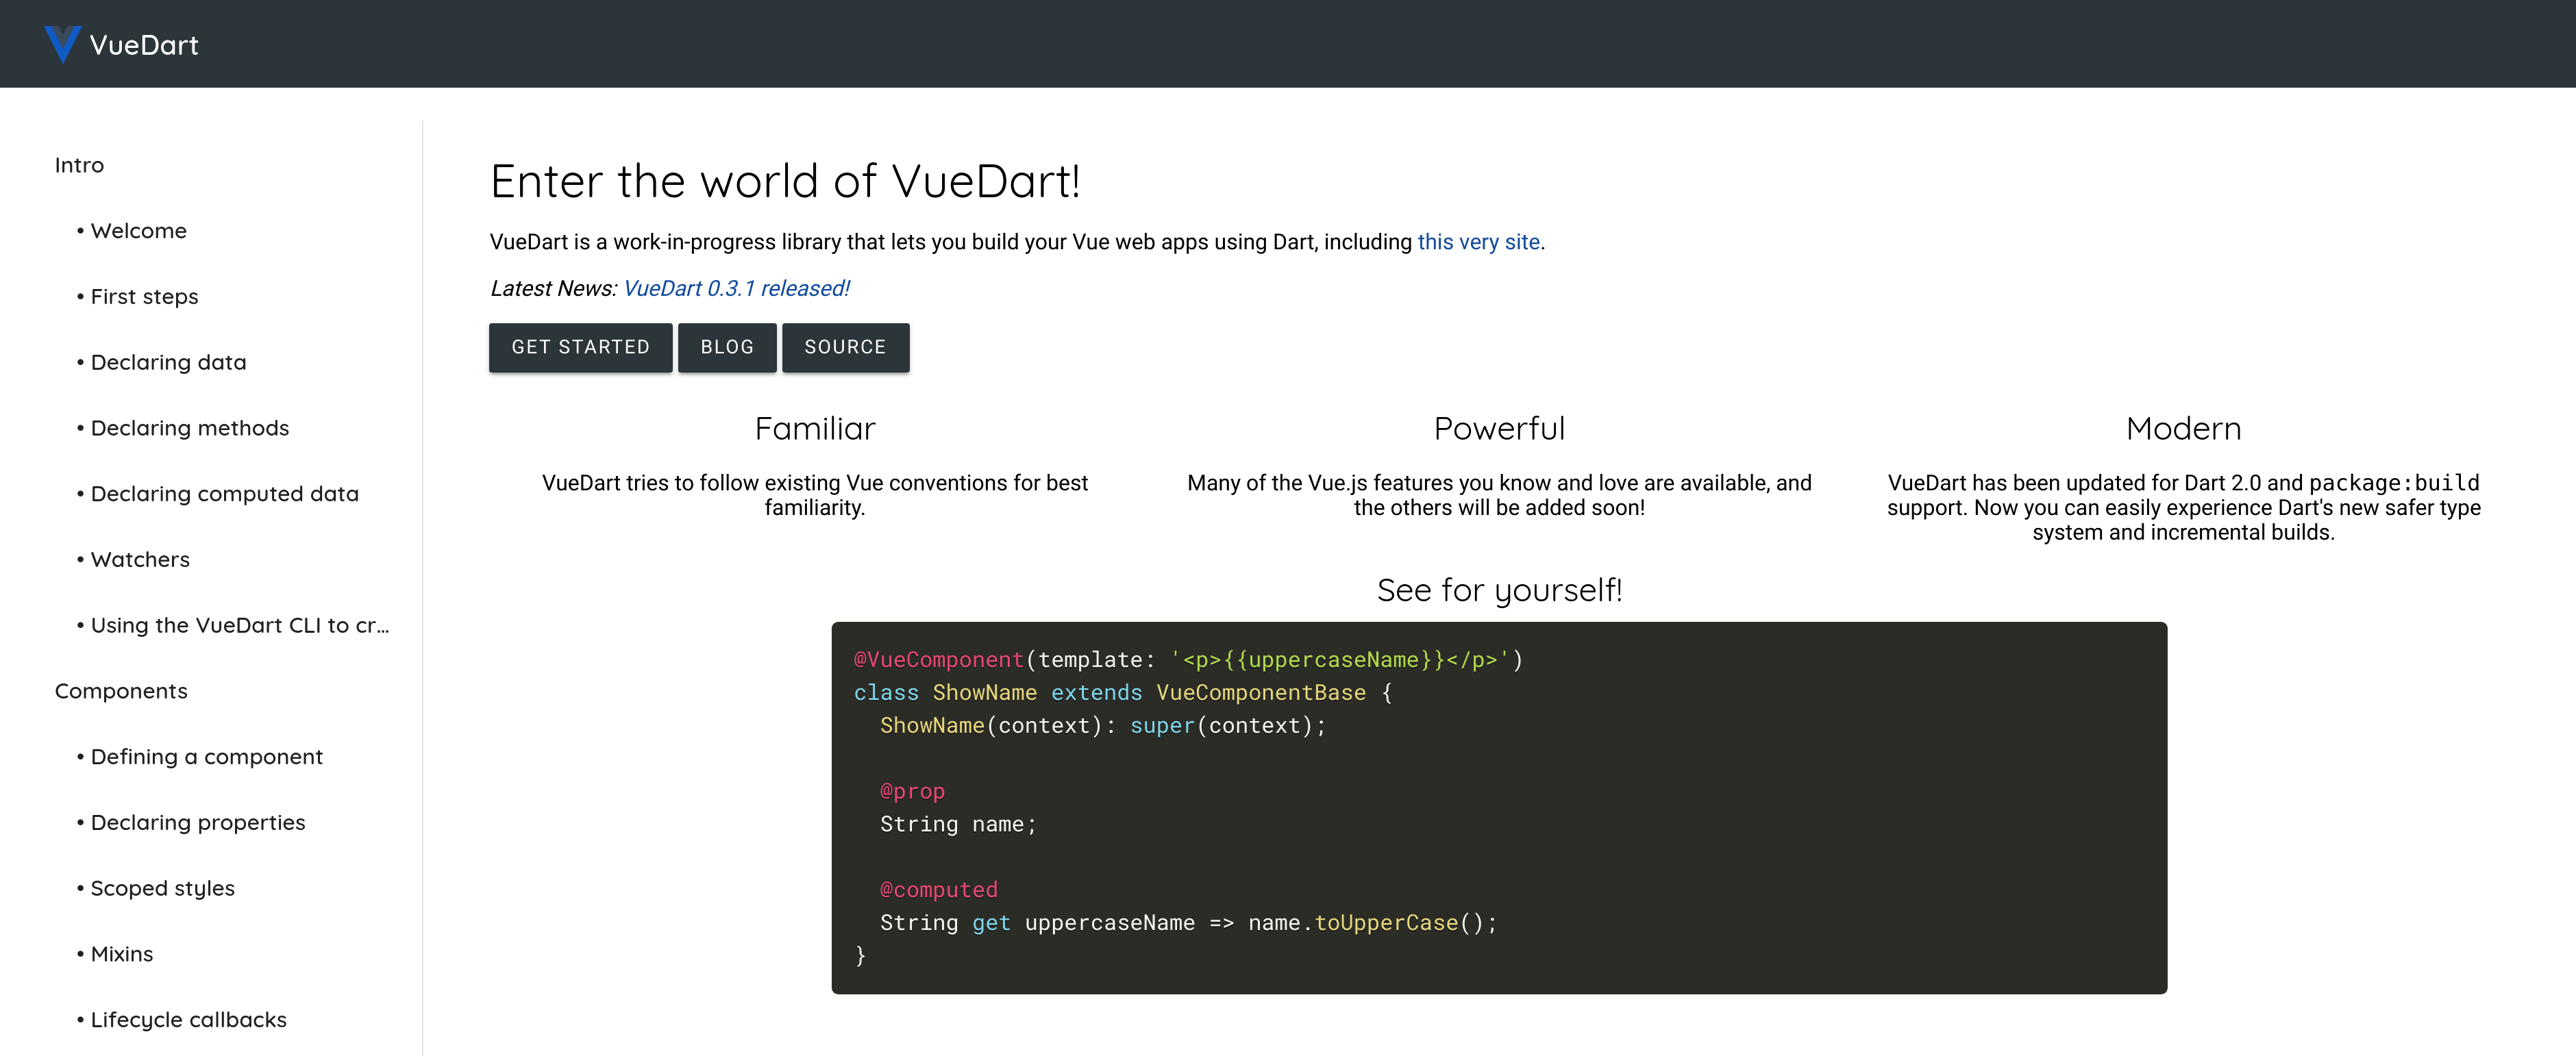 VueDart
Intro
• Welcome
• First steps
• Declaring data
• Declaring methods
• Declaring computed data
• Watchers
• Using the VueDart CLI to cr...
Components
• Defining a component
• Declaring properties
• Scoped styles
• Mixins
• Lifecycle callbacks
Enter the world of VueDart!
VueDart is a work-in-progress library that lets you build your Vue web apps using Dart, including this very site.
Latest News: VueDart 0.3.1 released!
GET STARTED BLOG SOURCE
Familiar
VueDart tries to follow existing Vue conventions for best
familiarity.
Powerful
Many of the Vue.js features you know and love are available, and
the others will be added soon!
Modern
VueDart has been updated for Dart 2.0 and package:build
support. Now you can easily experience Dart's new safer type
system and incremental builds.
See for yourself!
@VueComponent(template: '<p>{{uppercaseName}}</p>')
class ShowName extends VueComponentBase {
  ShowName(context): super(context);
  @prop
  String name;
  @computed
  String get uppercaseName => name.toUpperCase();
}